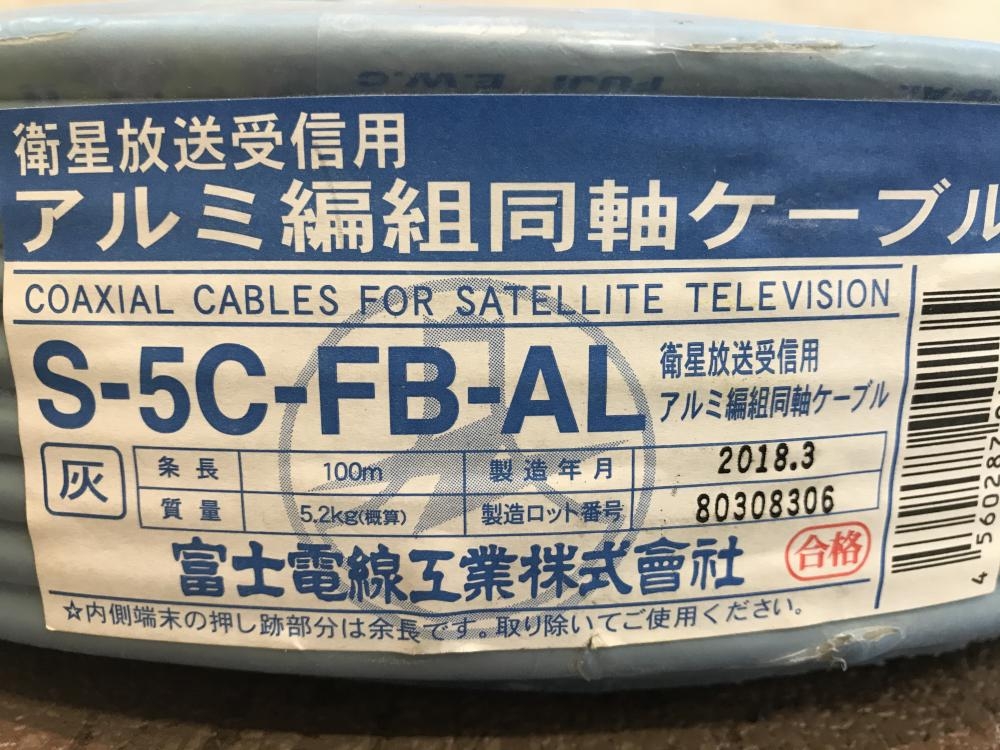 FUJI E.W.C
衛星放送受信用
アルミ編組同軸ケーブル
COAXIAL CABLES FOR SATELLITE TELEVISION
S-5C-FB-AL
衛星放送受信用
アルミ編組同軸ケーブル
灰
条長 100m 製造年月 2018.3
質量 5.2kg(概算) 製造ロット番号 80308306
富士電線工業株式會社 合格
☆内側端末の押し跡部分は余長です。取り除いてご使用ください。
4 560287